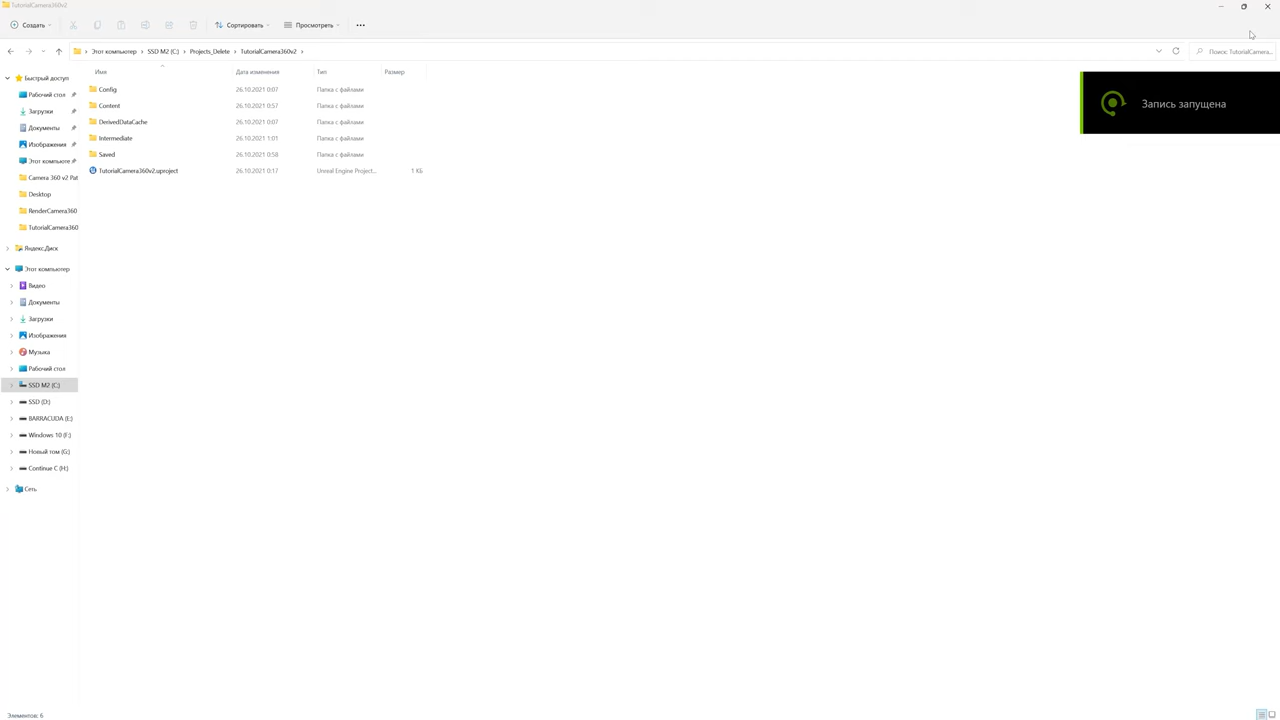 TutorialCamera360v2
Создать
Сортировать
Просмотреть
Этот компьютер
SSD M2 (C:)
Projects_Delete
TutorialCamera360v2
Поиск: TutorialCamera...
Имя
Дата изменения
Тип
Размер
Config
26.10.2021 0:07
Папка с файлами
Content
26.10.2021 0:57
Папка с файлами
DerivedDataCache
26.10.2021 0:07
Папка с файлами
Intermediate
26.10.2021 1:01
Папка с файлами
Saved
26.10.2021 0:58
Папка с файлами
TutorialCamera360v2.uproject
26.10.2021 0:17
Unreal Engine Project...
1 КБ
Запись запущена
Быстрый доступ
Рабочий стол
Загрузки
Документы
Изображения
Этот компьюте
Camera 360 v2 Pat
Desktop
RenderCamera360
TutorialCamera360
Яндекс.Диск
Этот компьютер
Видео
Документы
Загрузки
Изображения
Музыка
Рабочий стол
SSD M2 (C:)
SSD (D:)
BARRACUDA (E:)
Windows 10 (F:)
Новый том (G:)
Continue C (H:)
Сеть
Элементов: 6